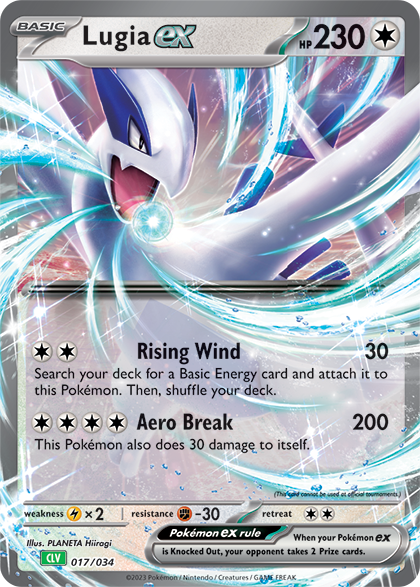 BASIC Lugia ex HP 230
Rising Wind 30
Search your deck for a Basic Energy card and attach it to
this Pokémon. Then, shuffle your deck.
Aero Break 200
This Pokémon also does 30 damage to itself.
(This card cannot be used at official tournaments.)
weakness ×2 resistance -30 retreat
Illus. PLANETA Hiirogi
CLV 017/034
Pokémon ex rule When your Pokémon ex
is Knocked Out, your opponent takes 2 Prize cards.
©2023 Pokémon / Nintendo / Creatures / GAME FREAK